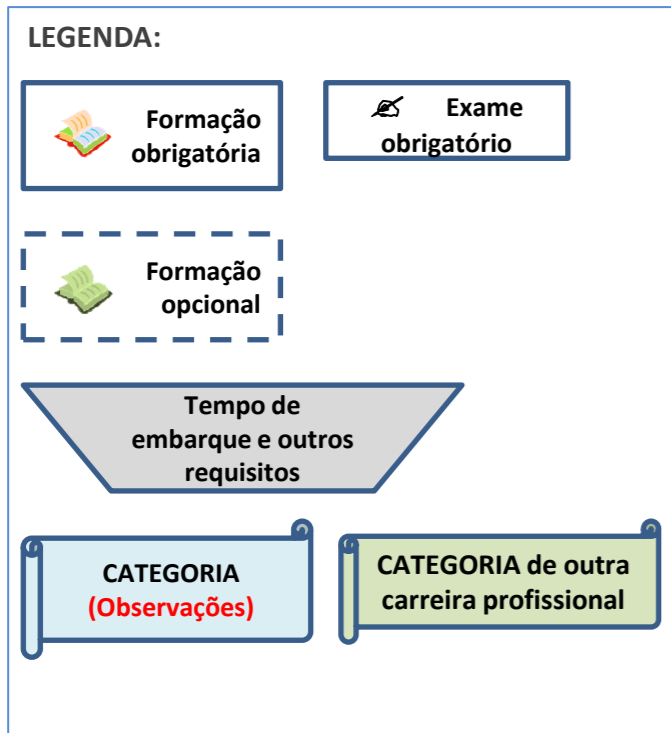 LEGENDA:
Formação
obrigatória
Exame
obrigatório
Formação
opcional
Tempo de
embarque e outros
requisitos
CATEGORIA
(Observações)
CATEGORIA de outra
carreira profissional